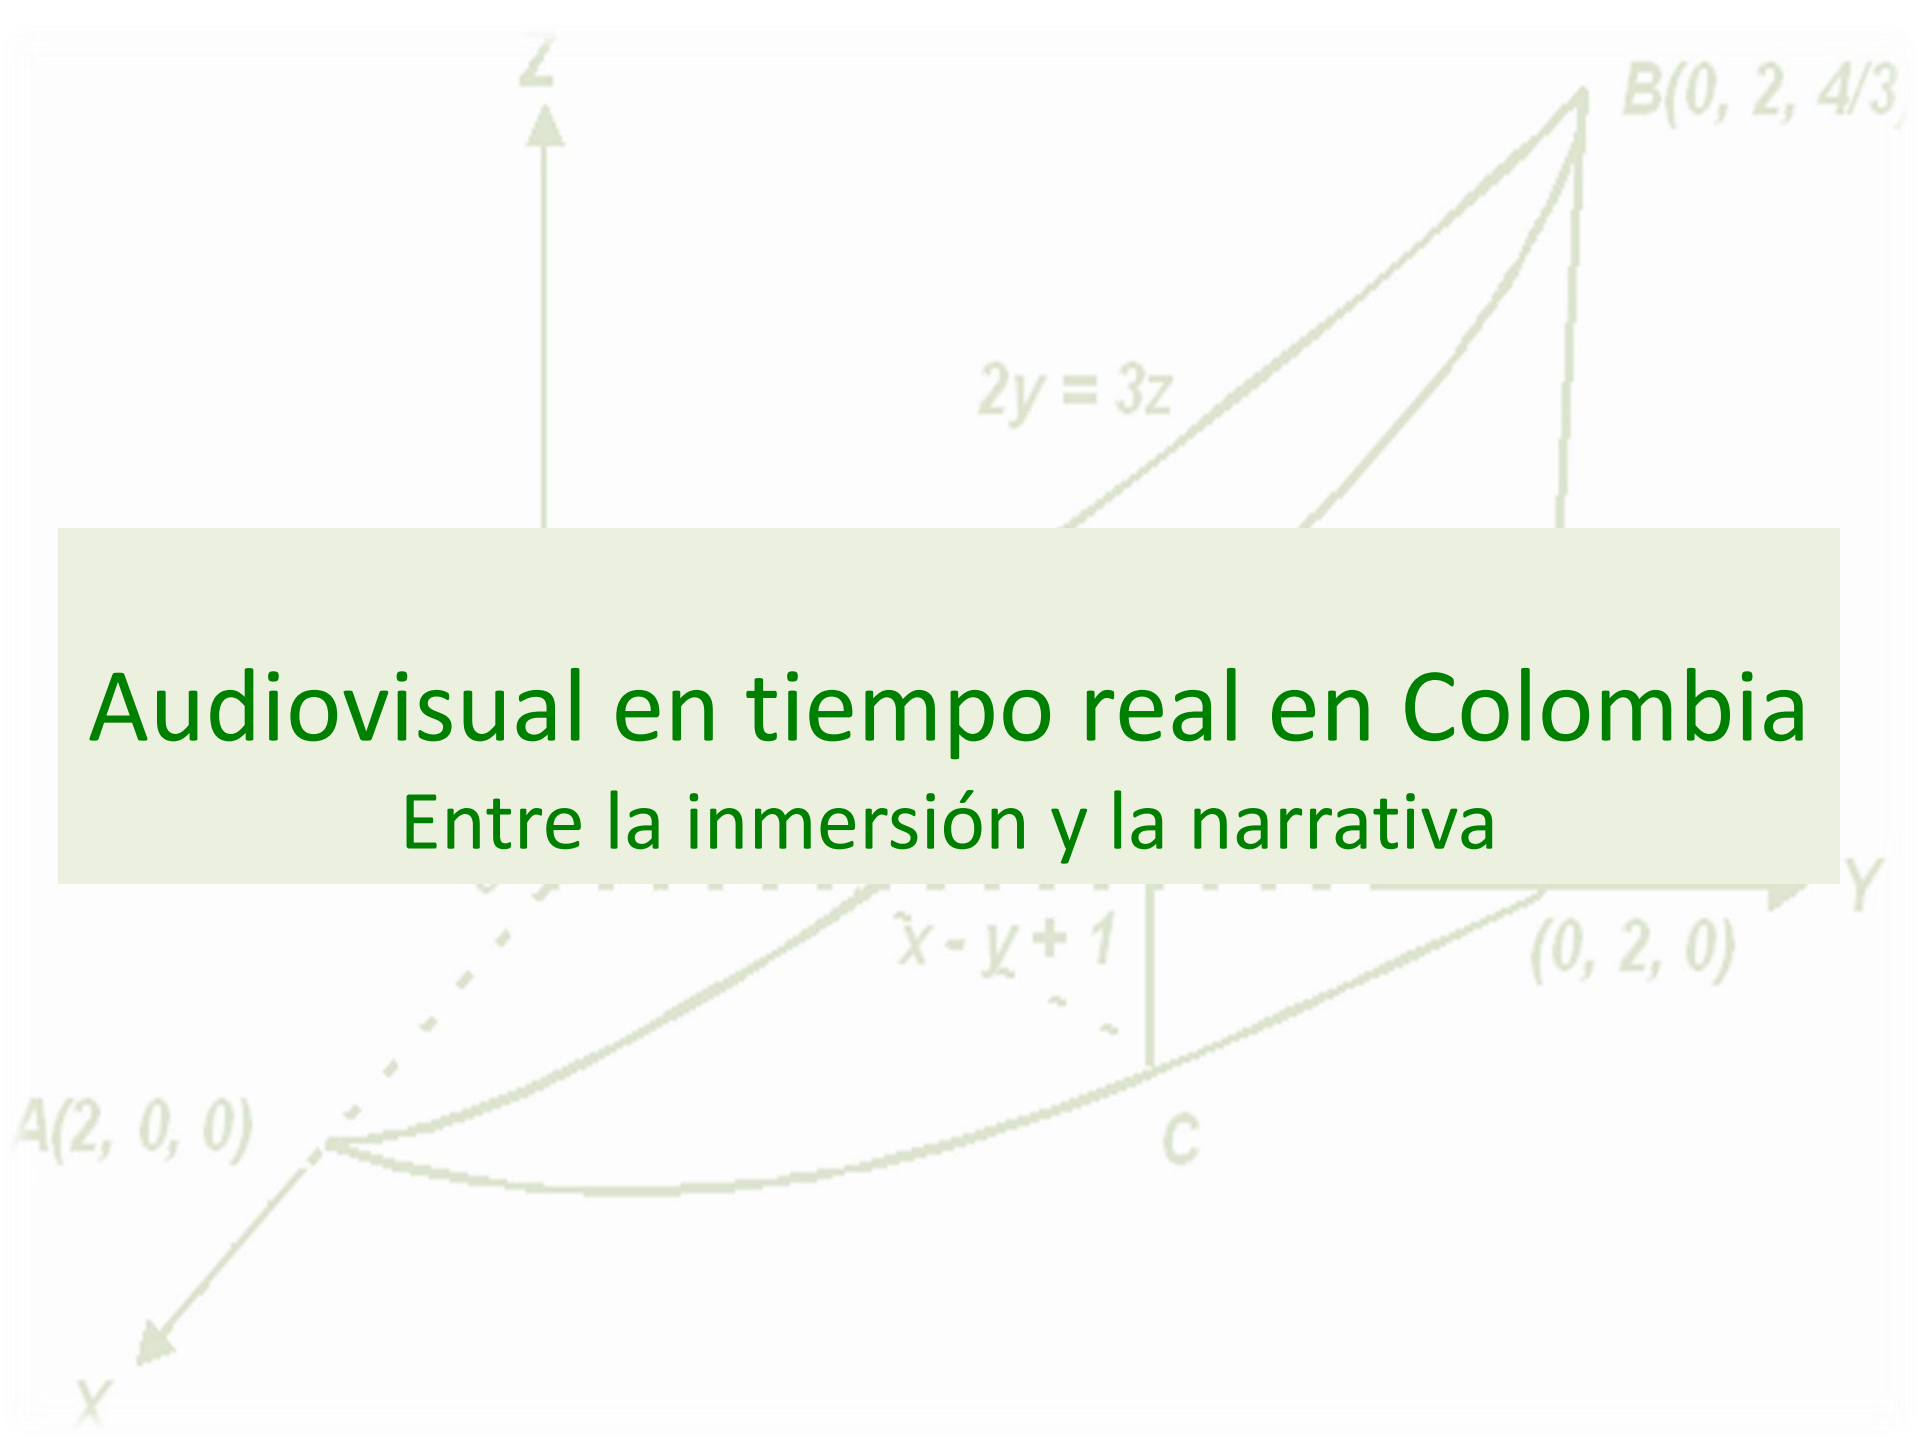 Z
B(0, 2, 4/3)
2y = 3z
Audiovisual en tiempo real en Colombia
Entre la inmersión y la narrativa
Y
x - y + 1
(0, 2, 0)
A(2, 0, 0)
C
X